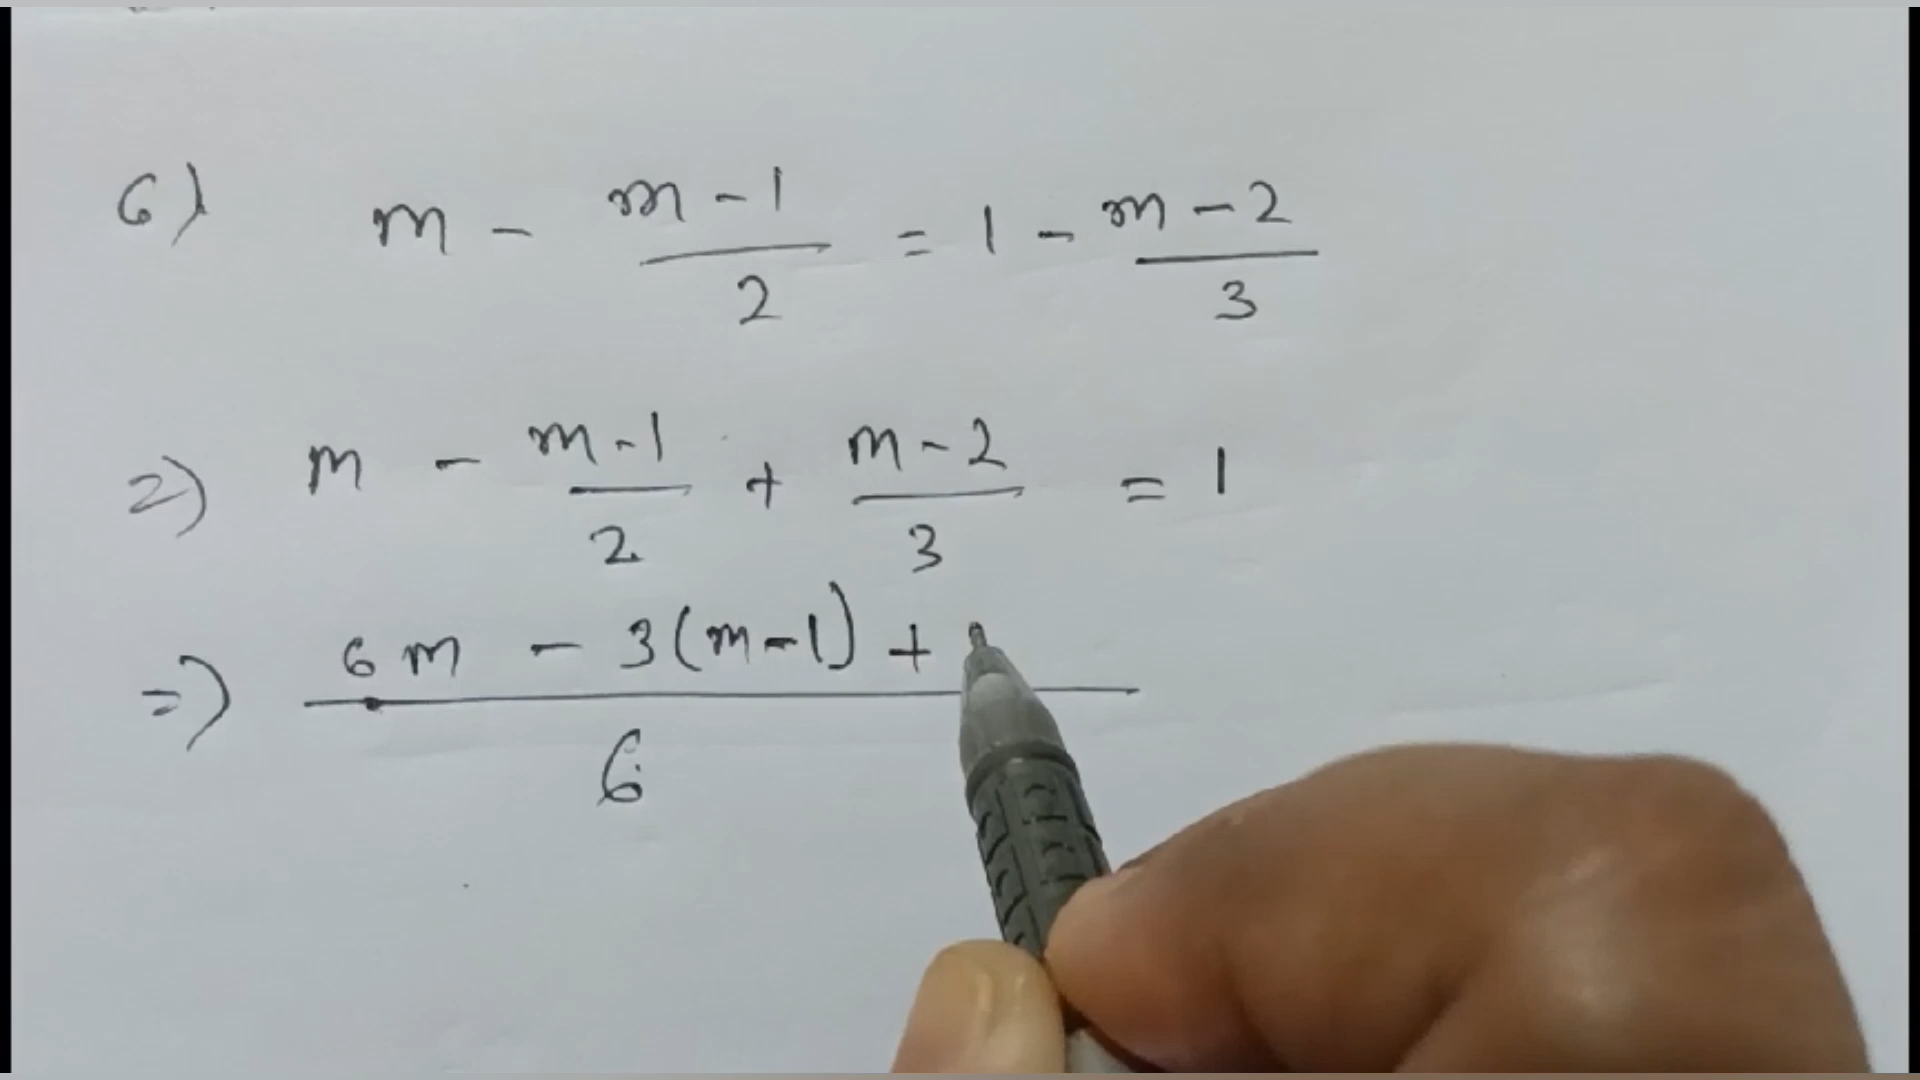 6) m - (m-1)/2 = 1 - (m-2)/3
=) m - (m-1)/2 + (m-2)/3 = 1
=) (6m - 3(m-1) +)/6